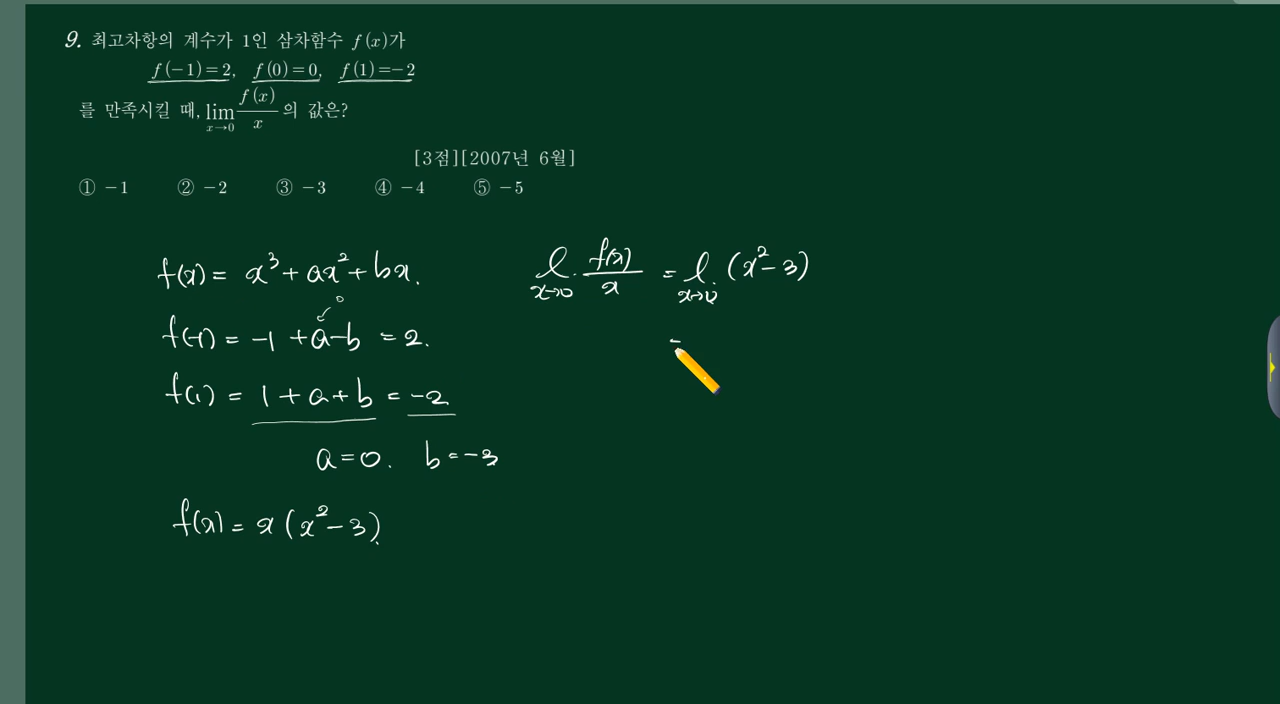 9. 최고차항의 계수가 1인 삼차함수 f(x)가
f(-1)=2, f(0)=0, f(1)=-2
를 만족시킬 때, lim_{x→0} f(x)/x 의 값은?
[3점][2007년 6월]
① -1 ② -2 ③ -3 ④ -4 ⑤ -5
f(x) = x³+ax²+bx.
0
f(-1) = -1+a-b = 2.
f(1) = 1+a+b = -2
a=0. b=-3
f(x) = x(x²-3).
l._{x→0} f(x)/x = l. _{x→0} (x²-3)
=